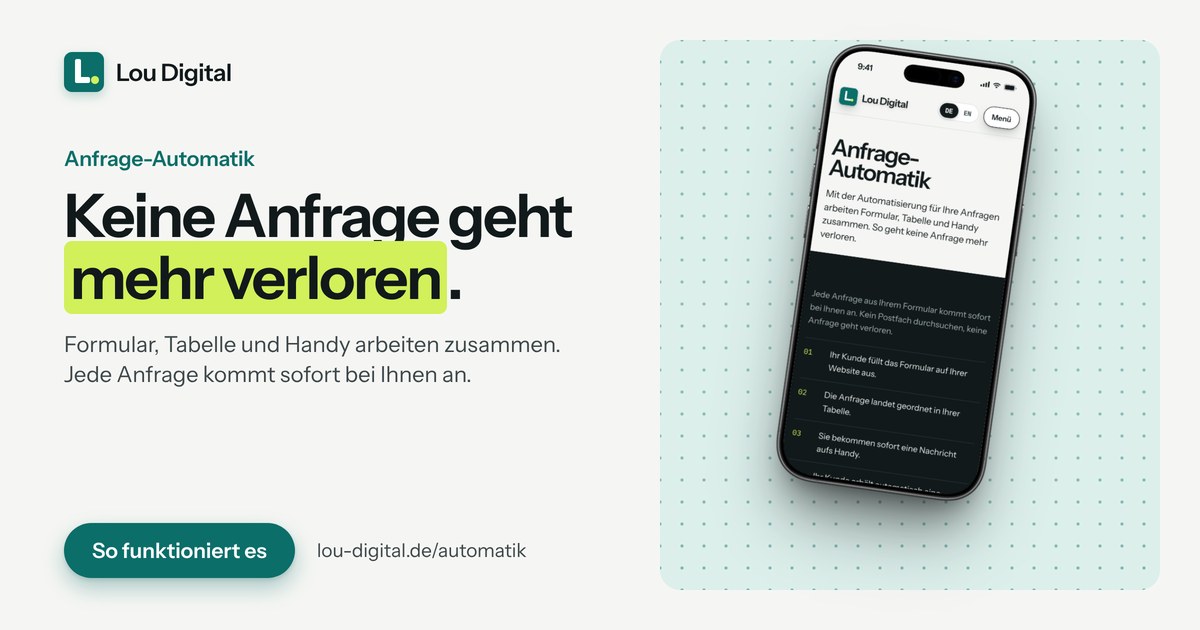 L.
Lou Digital
Anfrage-Automatik
Keine Anfrage geht
mehr verloren.
Formular, Tabelle und Handy arbeiten zusammen.
Jede Anfrage kommt sofort bei Ihnen an.
So funktioniert es
lou-digital.de/automatik
9:41
L
Lou Digital
DE
EN
Menü
Anfrage-
Automatik
Mit der Automatisierung für Ihre Anfragen
arbeiten Formular, Tabelle und Handy
zusammen. So geht keine Anfrage mehr
verloren.
Jede Anfrage aus Ihrem Formular kommt sofort
bei Ihnen an. Kein Postfach durchsuchen, keine
Anfrage geht verloren.
01 Ihr Kunde füllt das Formular auf Ihrer
Website aus.
02 Die Anfrage landet geordnet in Ihrer
Tabelle.
03 Sie bekommen sofort eine Nachricht
aufs Handy.
Ihr Kunde erhält automatisch eine